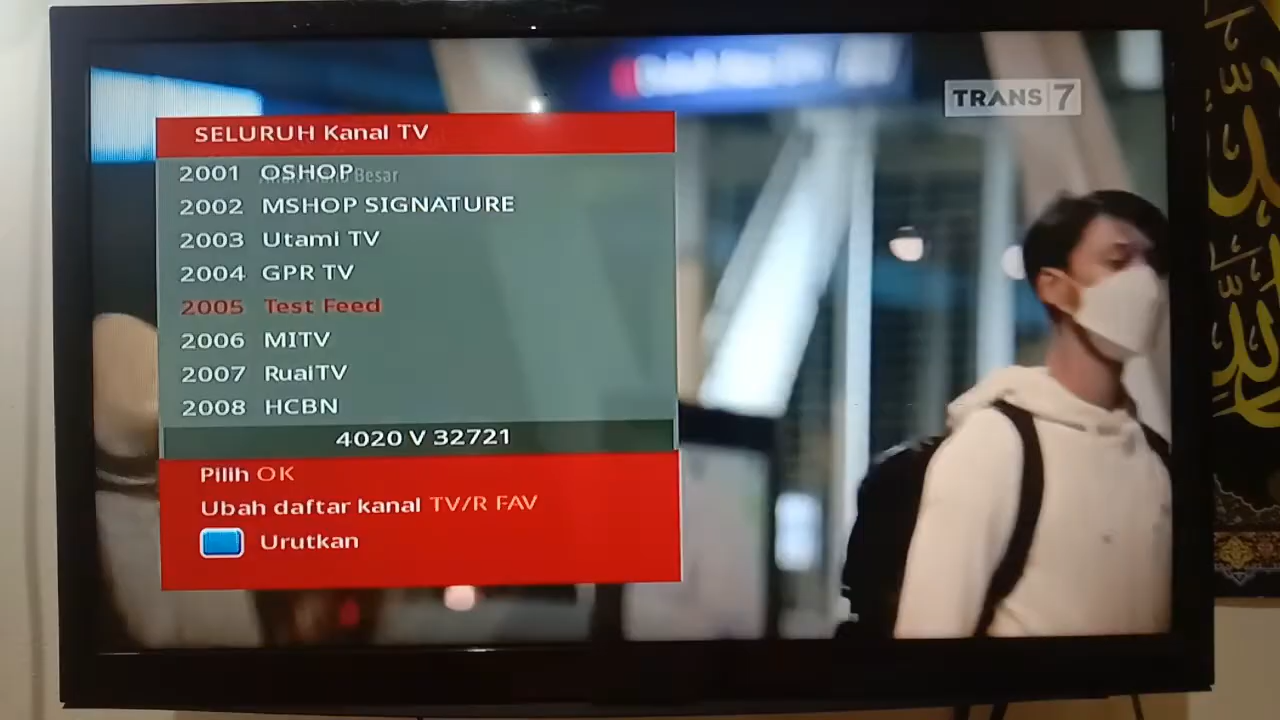 TRANS 7
SELURUH Kanal TV
2001 OSHOP
Besar
2002 MSHOP SIGNATURE
2003 Utami TV
2004 GPR TV
2005 Test Feed
2006 MITV
2007 RuaiTV
2008 HCBN
4020 V 32721
Pilih OK
Ubah daftar kanal TV/R FAV
Urutkan